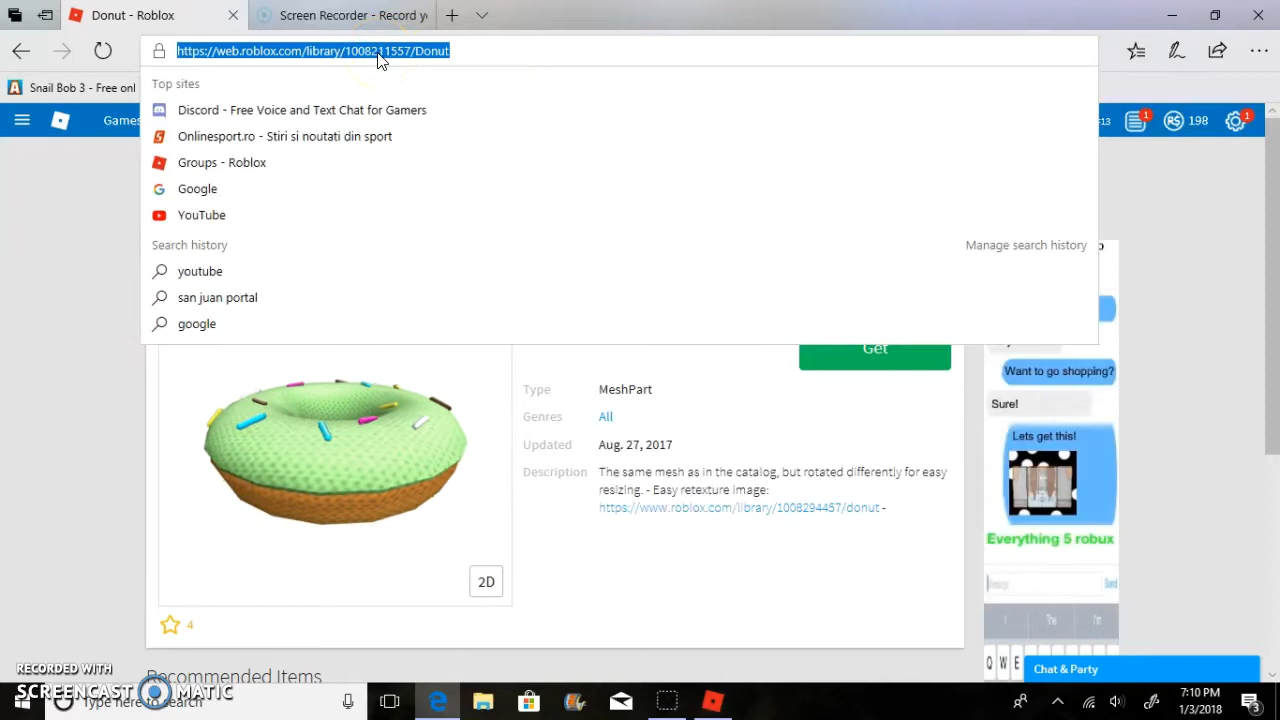 Donut - Roblox
Screen Recorder - Record y
https://web.roblox.com/library/1008211557/Donut
Top sites
Discord - Free Voice and Text Chat for Gamers
Onlinesport.ro - Stiri si noutati din sport
Groups - Roblox
Google
YouTube
Search history
Manage search history
youtube
san juan portal
google
Snail Bob 3 - Free onl
Games
F13
1
198
1
Get
Type
MeshPart
Genres
All
Updated
Aug. 27, 2017
Description
The same mesh as in the catalog, but rotated differently for easy
resizing. - Easy retexture image:
https://www.roblox.com/library/1008294457/donut -
2D
4
Want to go shopping?
Sure!
Lets get this!
Everything 5 robux
Send
I
The
I'm
Q W E
Recommended Items
Chat & Party
RECORDED WITH
SCREENCAST MATIC
Type here to search
7:10 PM
1/3/2018
3